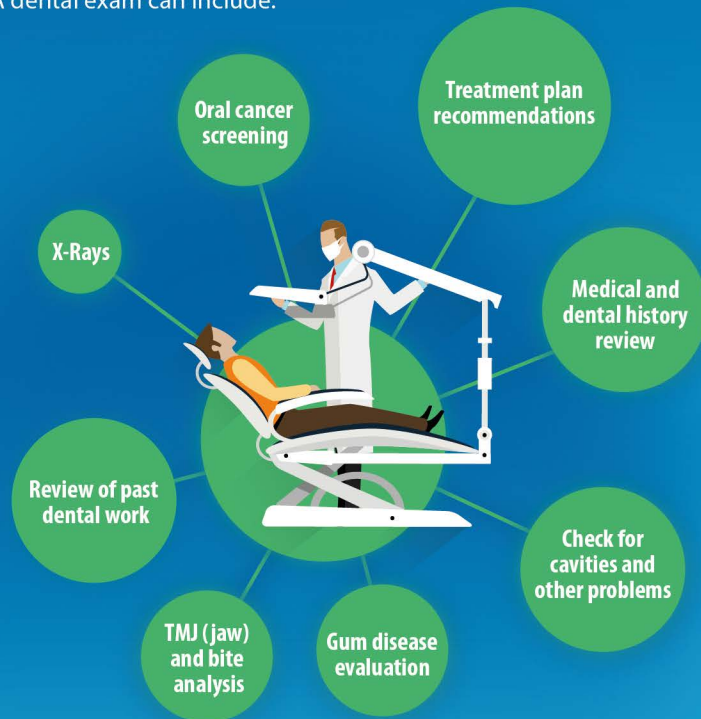 A dental exam can include:
Oral cancer
screening
Treatment plan
recommendations
X-Rays
Medical and
dental history
review
Review of past
dental work
Check for
cavities and
other problems
TMJ (jaw)
and bite
analysis
Gum disease
evaluation